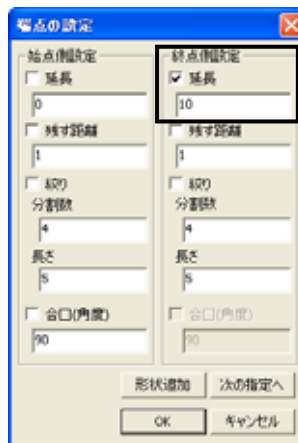 端点の設定
始点側設定
延長
0
残す距離
1
絞り
分割数
4
長さ
5
合口(角度)
90
終点側設定
延長
10
残す距離
1
絞り
分割数
4
長さ
5
合口(角度)
90
形状追加
次の指定へ
OK
キャンセル